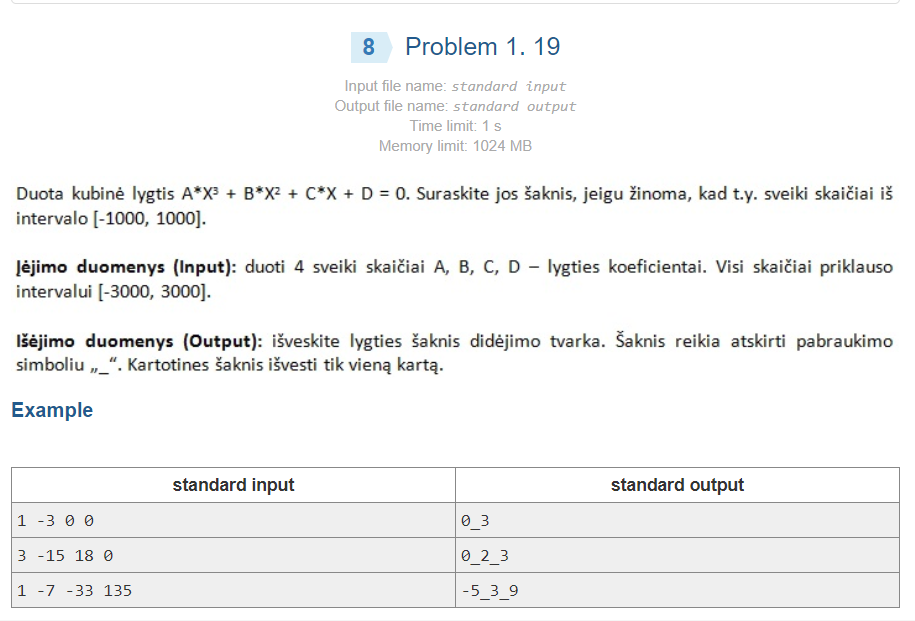 8 Problem 1. 19
Input file name: standard input
Output file name: standard output
Time limit: 1 s
Memory limit: 1024 MB
Duota kubinė lygtis A*X³ + B*X² + C*X + D = 0. Suraskite jos šaknis, jeigu žinoma, kad t.y. sveiki skaičiai iš
intervalo [-1000, 1000].
Įėjimo duomenys (Input): duoti 4 sveiki skaičiai A, B, C, D – lygties koeficientai. Visi skaičiai priklauso
intervalui [-3000, 3000].
Išėjimo duomenys (Output): išveskite lygties šaknis didėjimo tvarka. Šaknis reikia atskirti pabraukimo
simboliu „_“. Kartotines šaknis išvesti tik vieną kartą.
Example
standard input standard output
1 -3 0 0 0_3
3 -15 18 0 0_2_3
1 -7 -33 135 -5_3_9